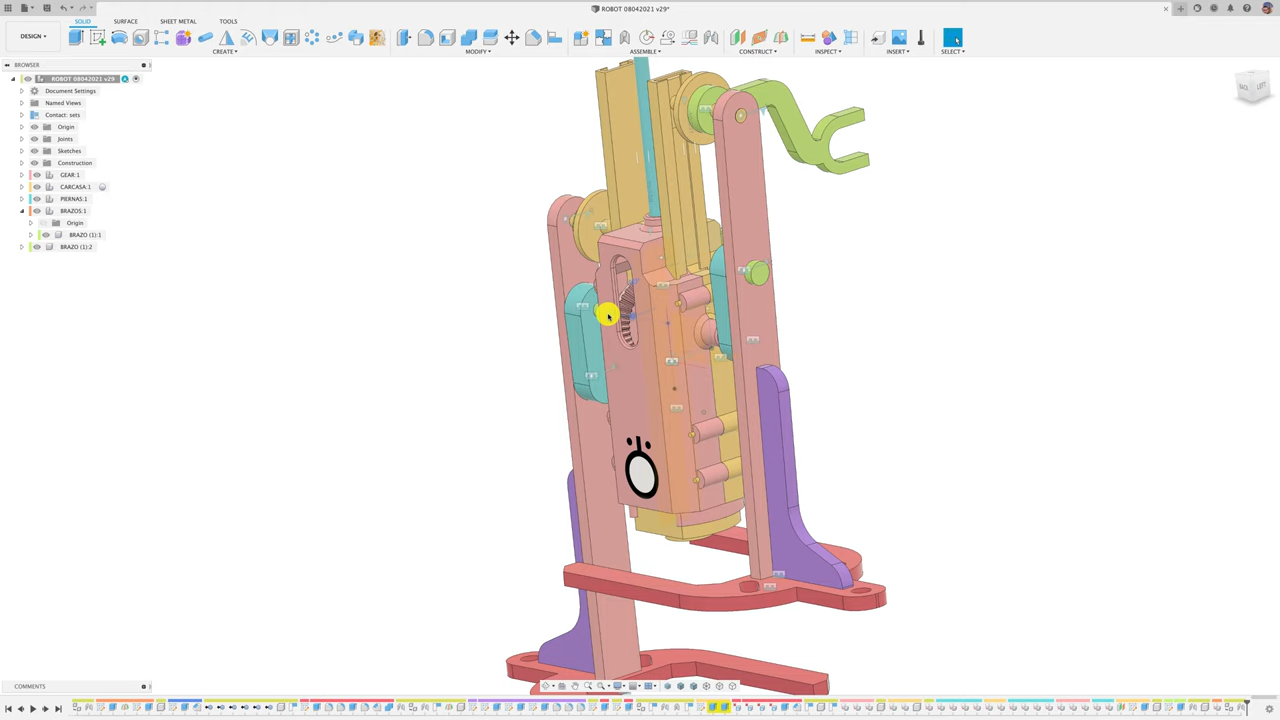 ROBOT 08042021 v29*
SOLID SURFACE SHEET METAL TOOLS
DESIGN ▾
CREATE ▾ MODIFY ▾ ASSEMBLE ▾ CONSTRUCT ▾ INSPECT ▾ INSERT ▾ SELECT ▾
BROWSER
ROBOT 08042021 v29
Document Settings
Named Views
Contact: sets
Origin
Joints
Sketches
Construction
GEAR:1
CARCASA:1
PIERNAS:1
BRAZOS:1
Origin
BRAZO (1):1
BRAZO (1):2
BACK LEFT
COMMENTS